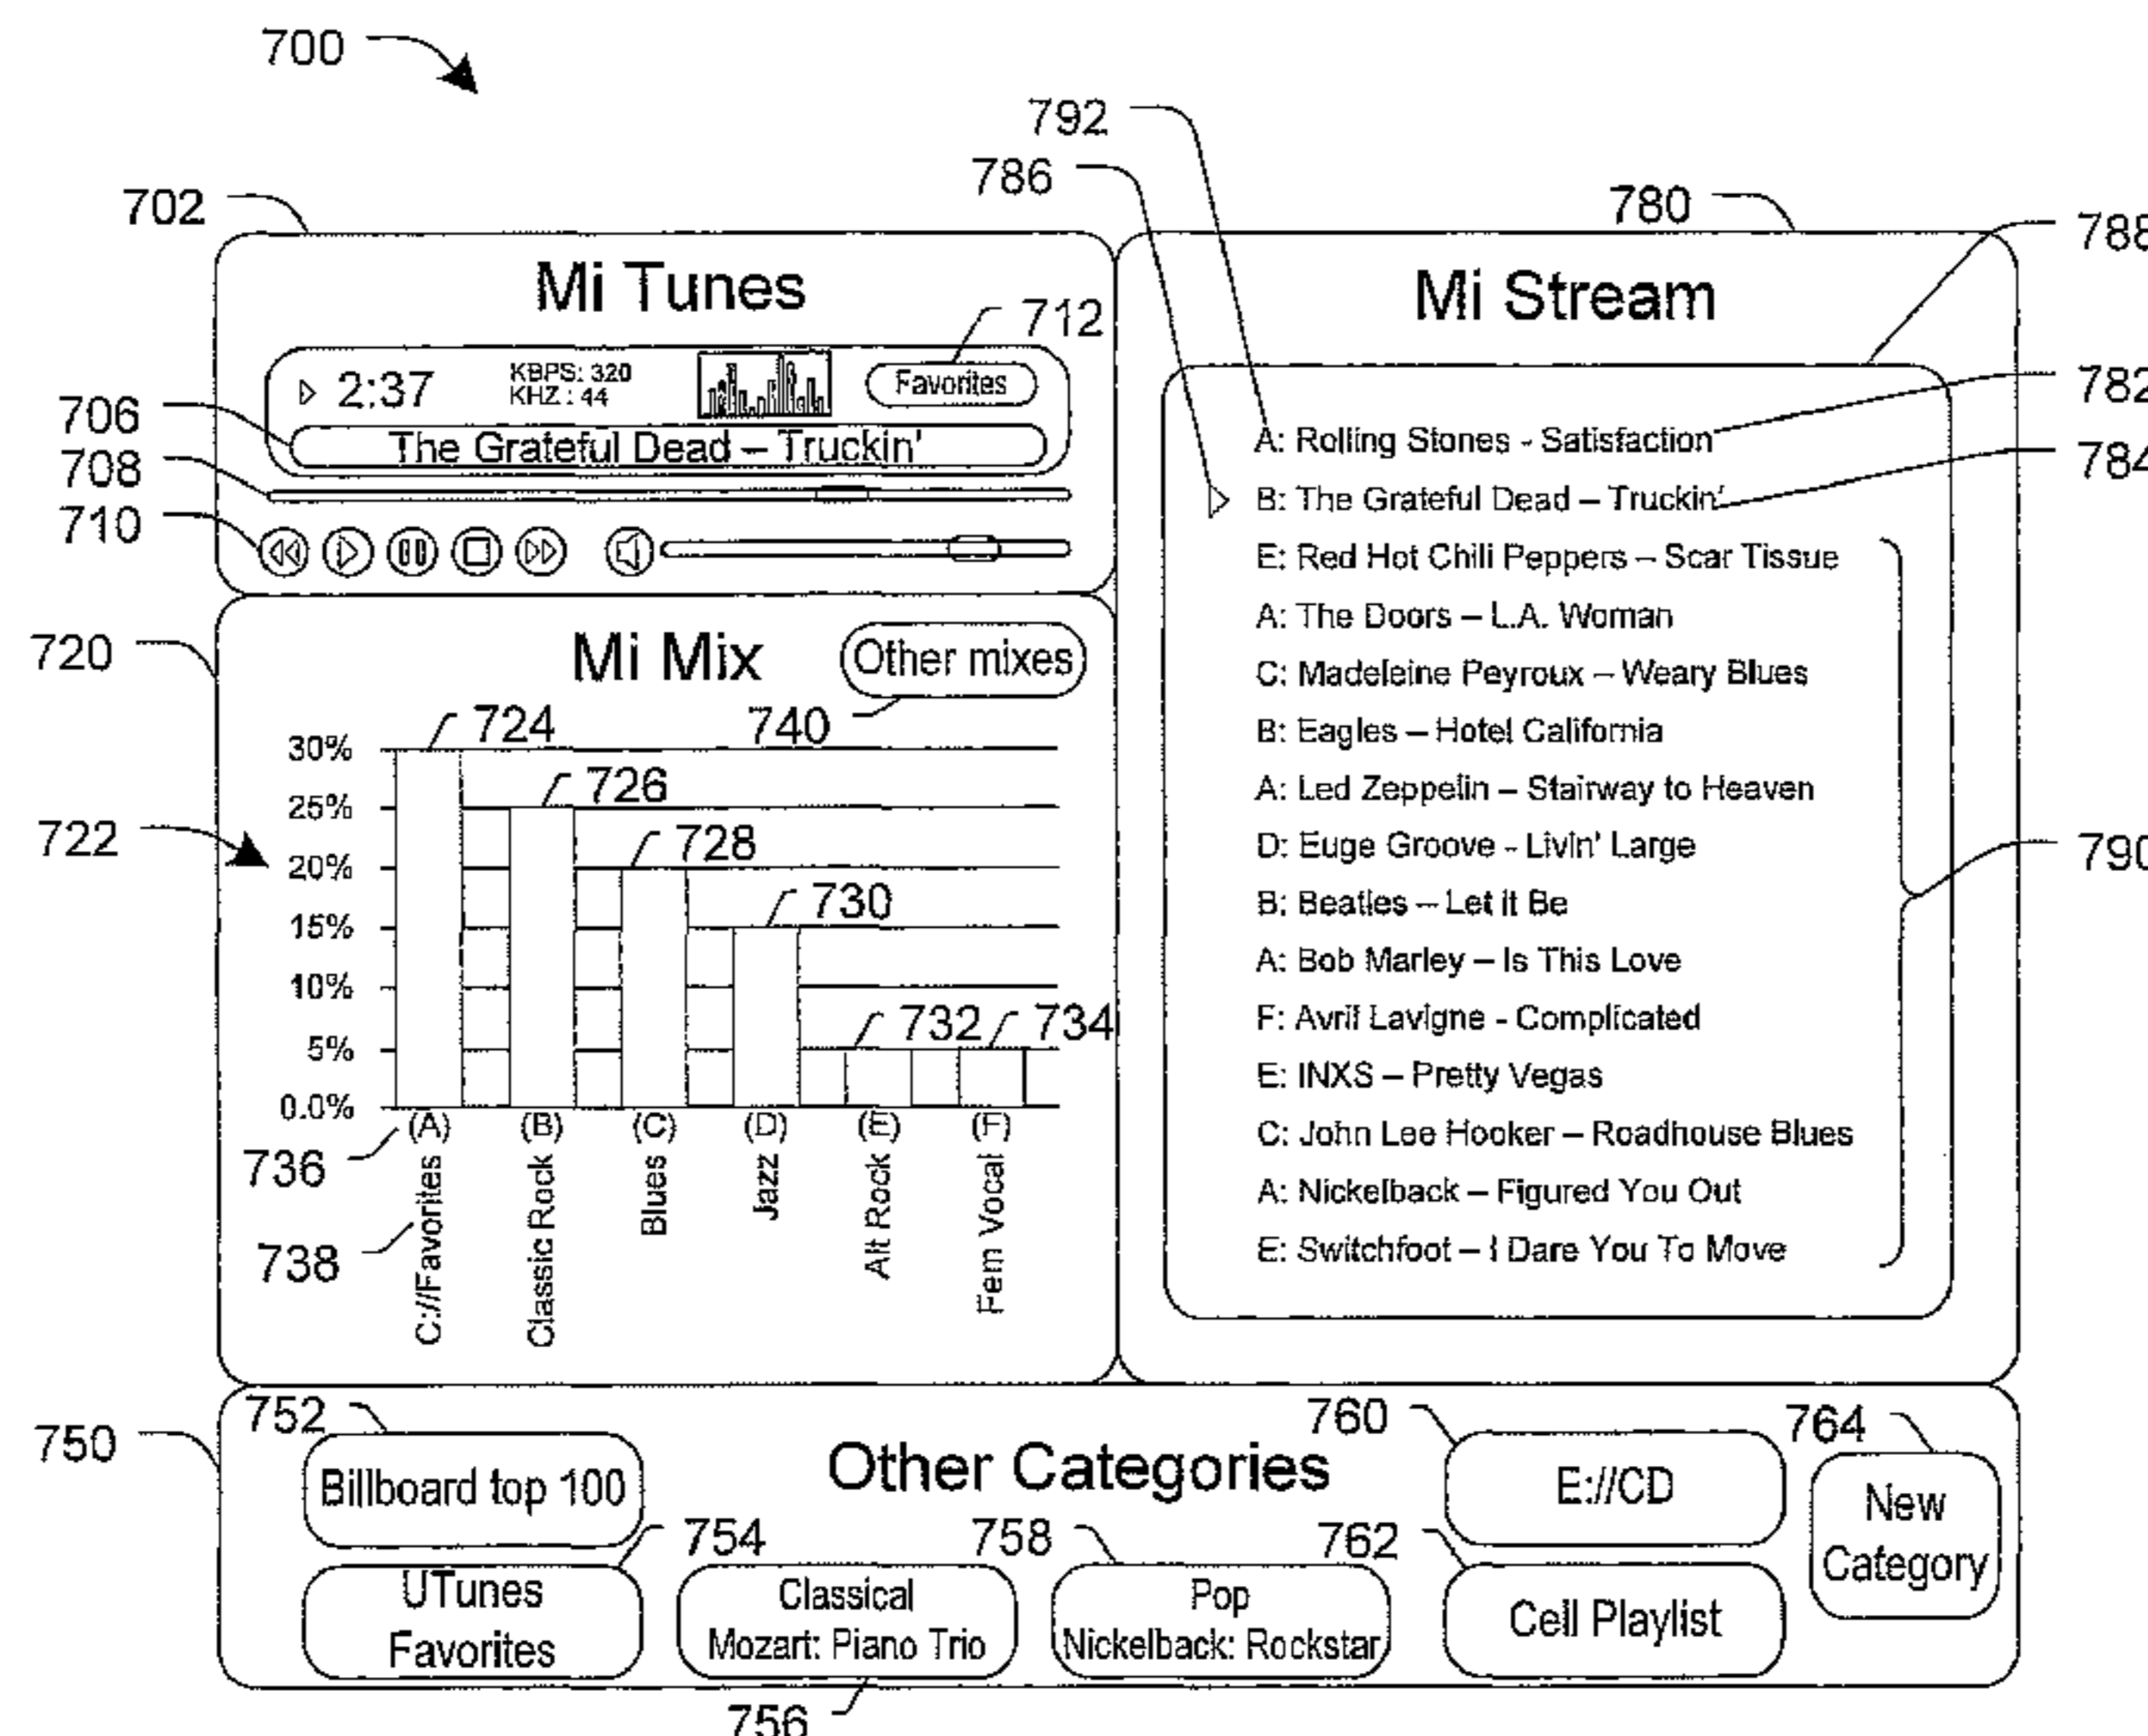 700
792
786
702
780
788
Mi Tunes
712
2:37
KBPS: 320
KHZ : 44
Favorites
706
The Grateful Dead – Truckin'
708
710
Mi Stream
782
784
A: Rolling Stones - Satisfaction
B: The Grateful Dead – Truckin'
E: Red Hot Chili Peppers – Scar Tissue
A: The Doors – L.A. Woman
C: Madeleine Peyroux – Weary Blues
B: Eagles – Hotel California
A: Led Zeppelin – Stairway to Heaven
D: Euge Groove - Livin' Large
B: Beatles – Let it Be
A: Bob Marley – Is This Love
F: Avril Lavigne - Complicated
E: INXS – Pretty Vegas
C: John Lee Hooker – Roadhouse Blues
A: Nickelback – Figured You Out
E: Switchfoot – I Dare You To Move
790
720
Mi Mix
Other mixes
740
722
724
726
728
730
732
734
30%
25%
20%
15%
10%
5%
0.0%
736
(A) (B) (C) (D) (E) (F)
738
C://Favorites
Classic Rock
Blues
Jazz
Alt Rock
Fem Vocal
750
Other Categories
752
Billboard top 100
754
UTunes
Favorites
756
Classical
Mozart: Piano Trio
758
Pop
Nickelback: Rockstar
760
E://CD
762
Cell Playlist
764
New
Category